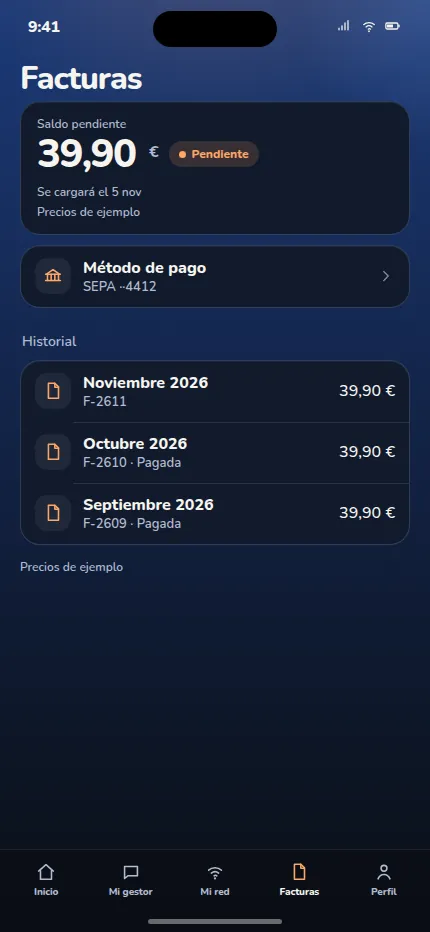 9:41
Facturas
Saldo pendiente
39,90 €
Pendiente
Se cargará el 5 nov
Precios de ejemplo
Método de pago
SEPA ··4412
Historial
Noviembre 2026
39,90 €
F-2611
Octubre 2026
39,90 €
F-2610 · Pagada
Septiembre 2026
39,90 €
F-2609 · Pagada
Precios de ejemplo
Inicio
Mi gestor
Mi red
Facturas
Perfil